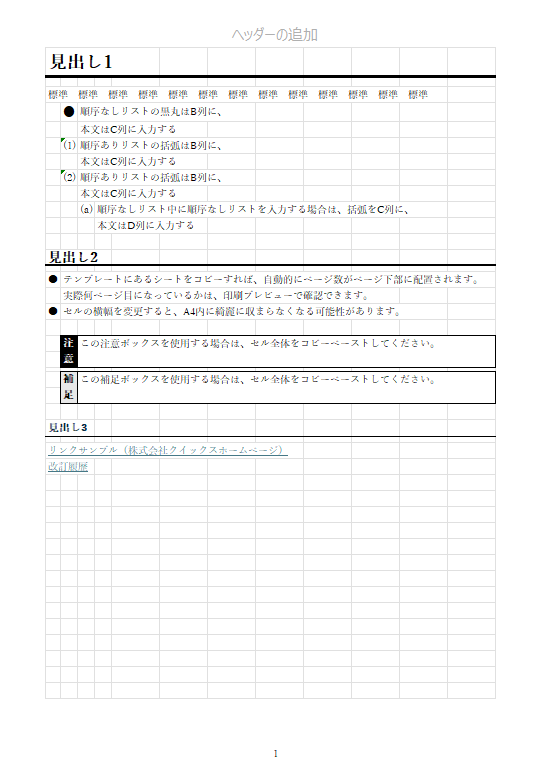 ヘッダーの追加
見出し1
標準 標準 標準 標準 標準 標準 標準 標準 標準 標準 標準 標準 標準
● 順序なしリストの黒丸はB列に、
本文はC列に入力する
(1) 順序ありリストの括弧はB列に、
本文はC列に入力する
(2) 順序ありリストの括弧はB列に、
本文はC列に入力する
(a) 順序なしリスト中に順序なしリストを入力する場合は、括弧をC列に、
本文はD列に入力する
見出し2
● テンプレートにあるシートをコピーすれば、自動的にページ数がページ下部に配置されます。
実際何ページ目になっているかは、印刷プレビューで確認できます。
● セルの横幅を変更すると、A4内に綺麗に収まらなくなる可能性があります。
注意 この注意ボックスを使用する場合は、セル全体をコピーペーストしてください。
補足 この補足ボックスを使用する場合は、セル全体をコピーペーストしてください。
見出し3
リンクサンプル（株式会社クイックスホームページ）
改訂履歴
1